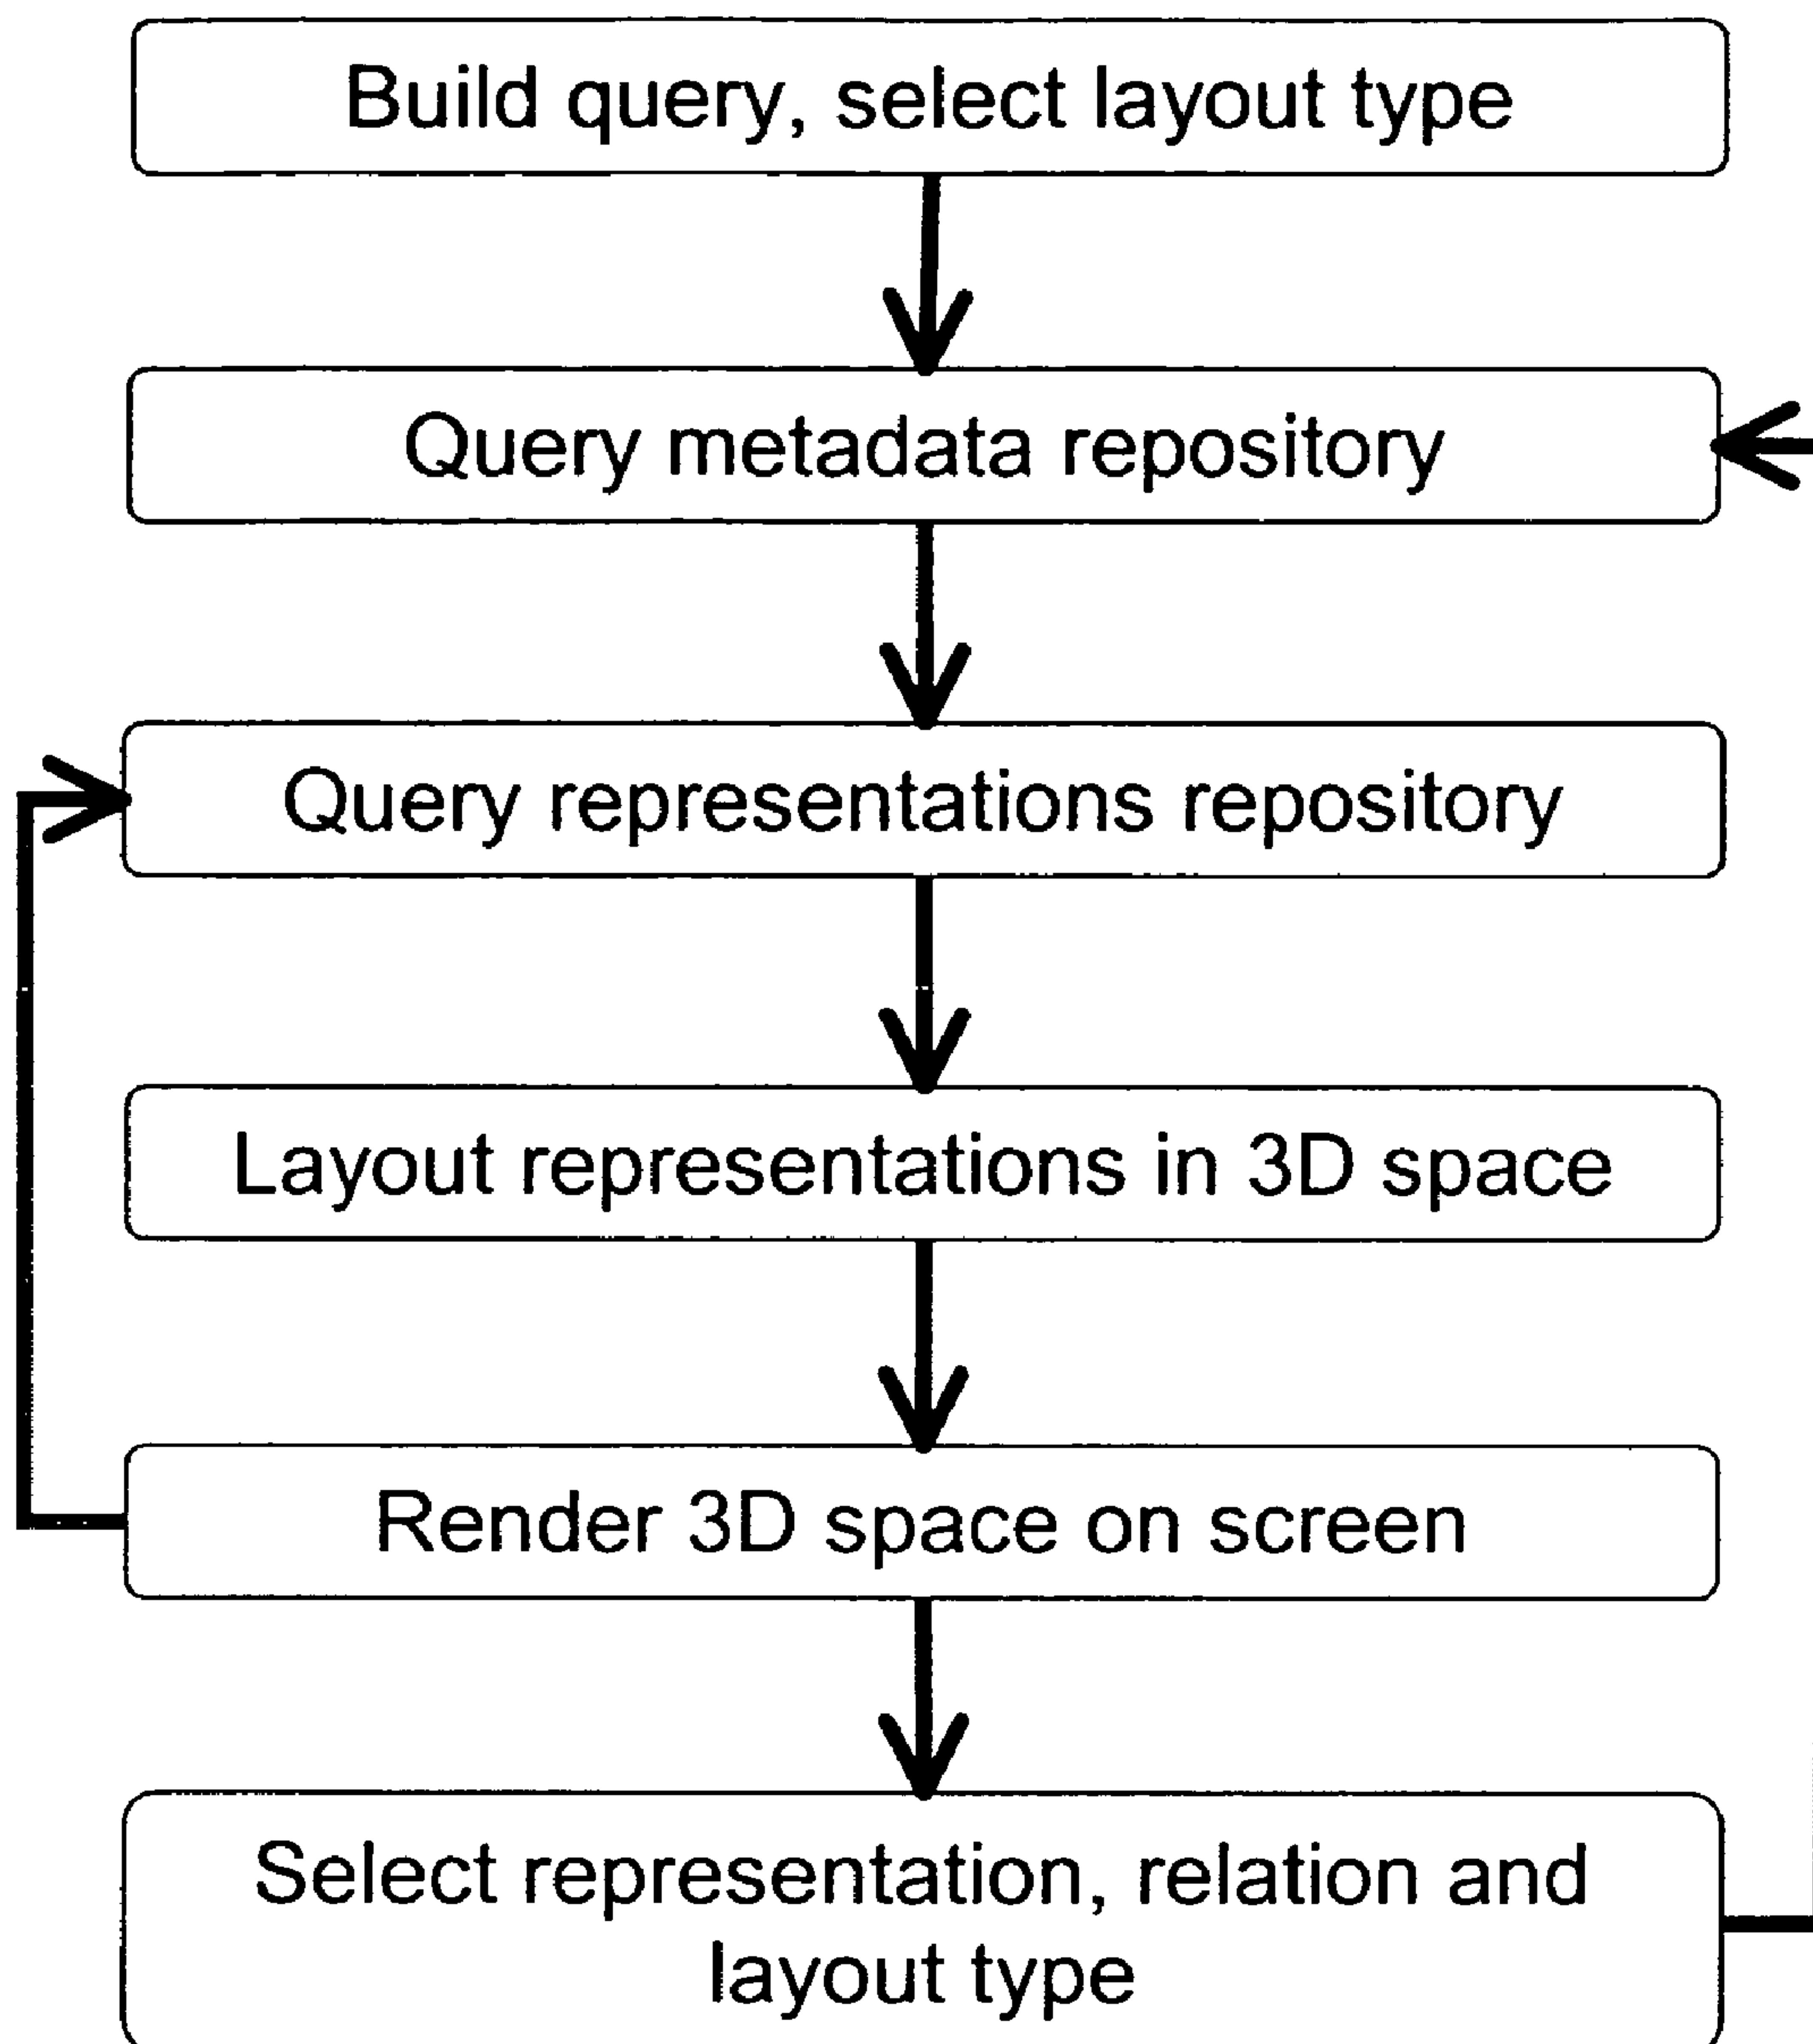 Build query, select layout type
Query metadata repository
Query representations repository
Layout representations in 3D space
Render 3D space on screen
Select representation, relation and
layout type